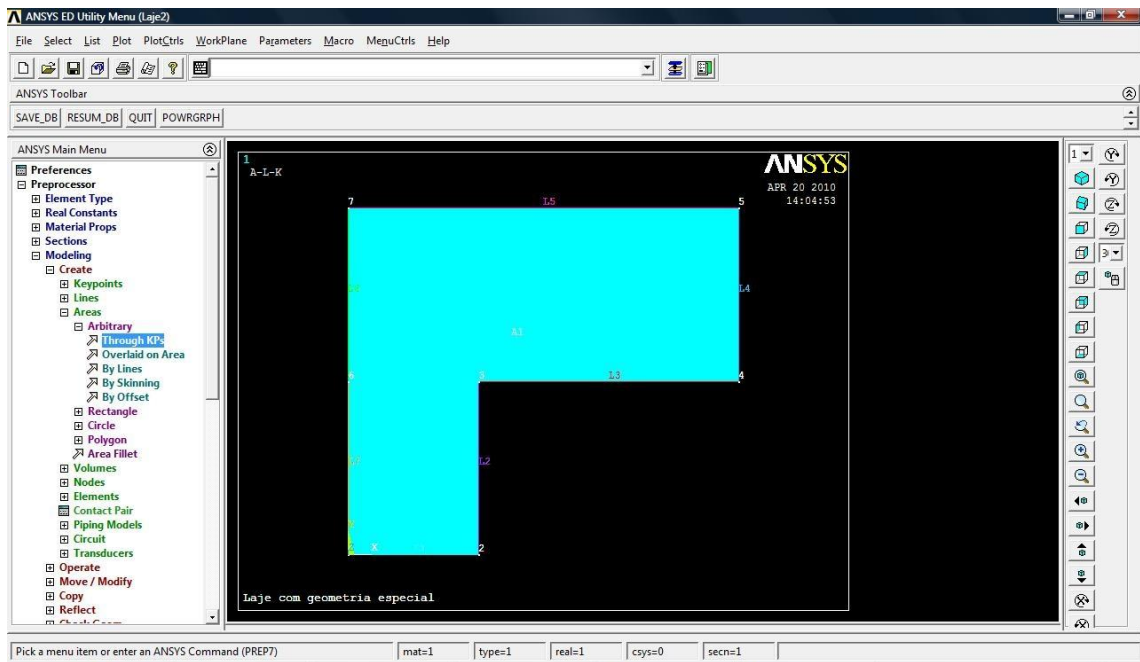 ANSYS ED Utility Menu (Laje2)
File Select List Plot PlotCtrls WorkPlane Parameters Macro MenuCtrls Help
ANSYS Toolbar
SAVE_DB RESUM_DB QUIT POWRGRPH
ANSYS Main Menu
Preferences
Preprocessor
Element Type
Real Constants
Material Props
Sections
Modeling
Create
Keypoints
Lines
Areas
Arbitrary
Through KPs
Overlaid on Area
By Lines
By Skinning
By Offset
Rectangle
Circle
Polygon
Area Fillet
Volumes
Nodes
Elements
Contact Pair
Piping Models
Circuit
Transducers
Operate
Move / Modify
Copy
Reflect
1
A-L-K
ANSYS
APR 20 2010
14:04:53
7 L5 5
L4
A1
6 3 L3 4
L2
X 2
Laje com geometria especial
1
Pick a menu item or enter an ANSYS Command (PREP7) mat=1 type=1 real=1 csys=0 secn=1